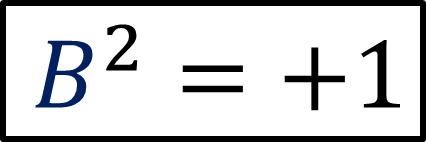 B² = +1